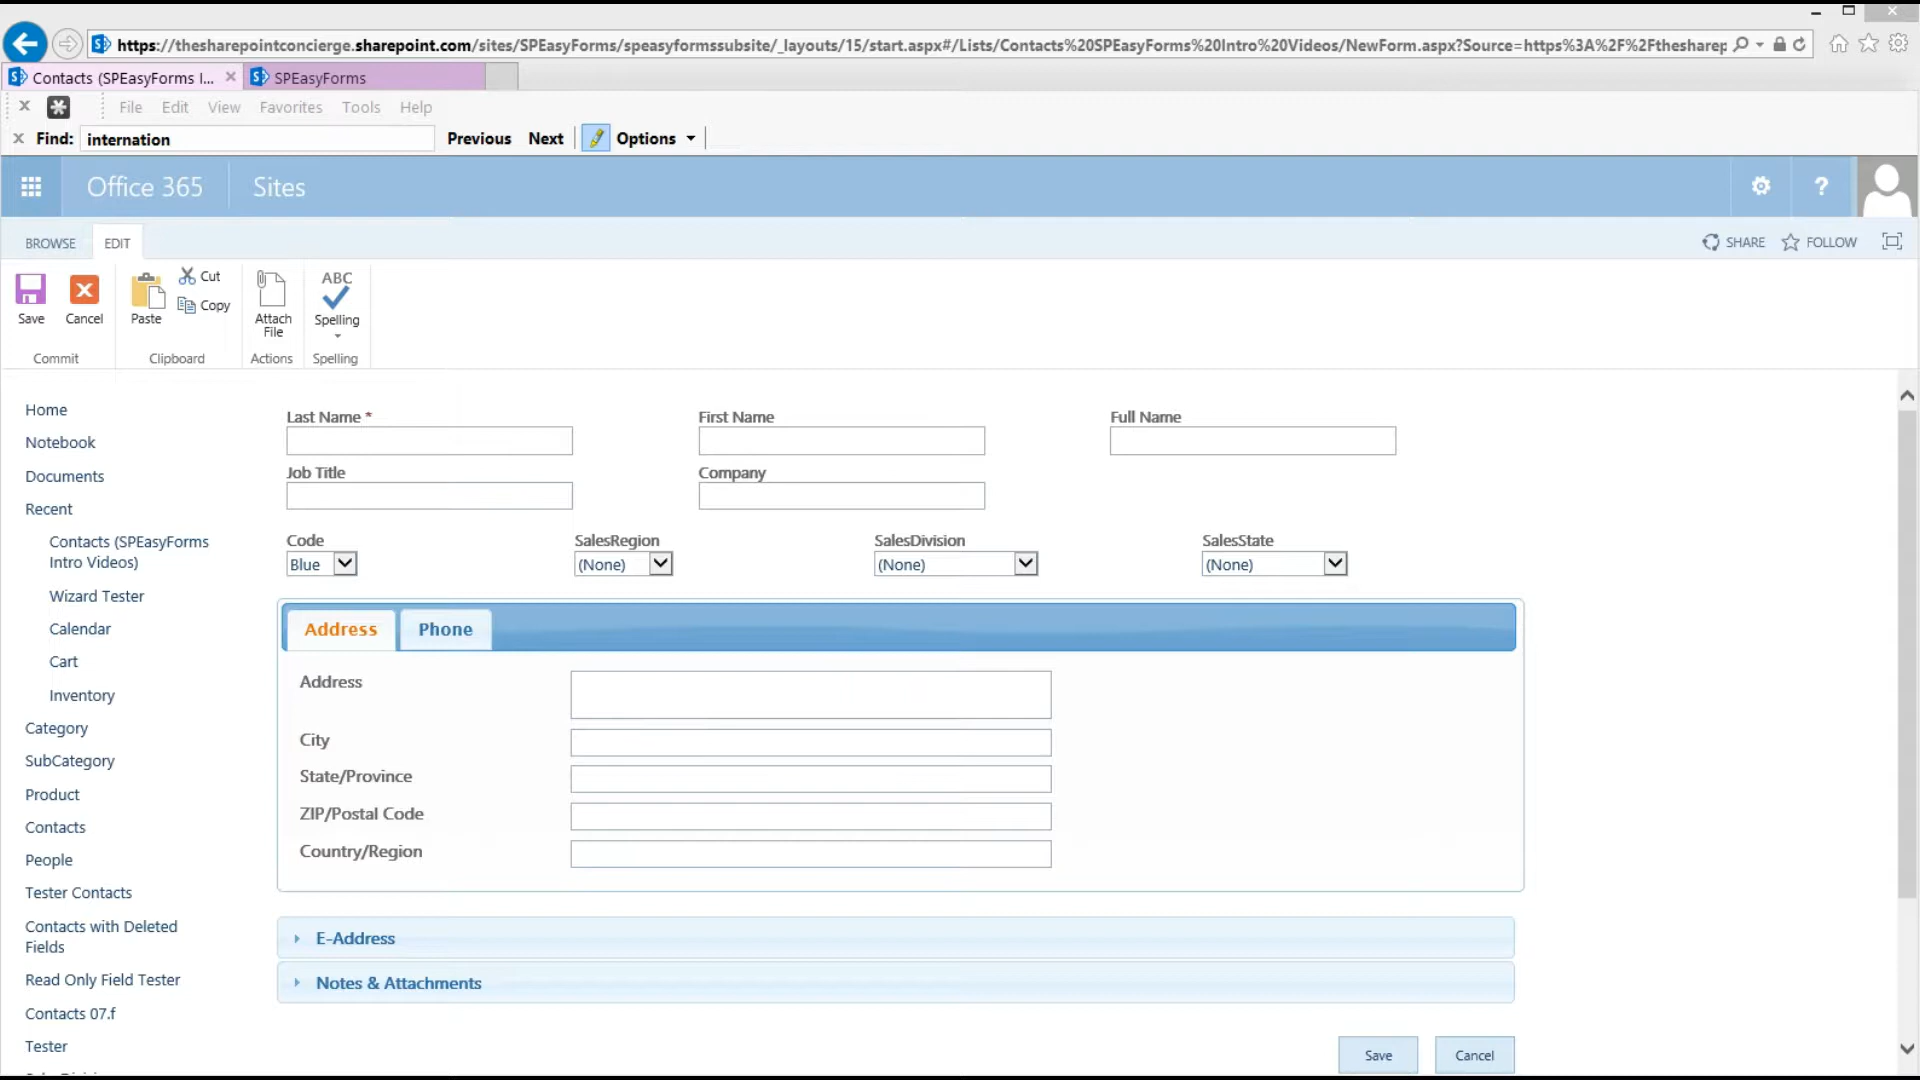 https://thesharepointconcierge.sharepoint.com/sites/SPEasyForms/speasyformssubsite/_layouts/15/start.aspx#/Lists/Contacts%20SPEasyForms%20Intro%20Videos/NewForm.aspx?Source=https%3A%2F%2Fthesharep
Contacts (SPEasyForms I... SPEasyForms
File Edit View Favorites Tools Help
Find: internation Previous Next Options
Office 365 Sites ?
BROWSE EDIT SHARE FOLLOW
Save Cancel Paste Cut Copy Attach File ABC Spelling
Commit Clipboard Actions Spelling
Home
Notebook
Documents
Recent
Contacts (SPEasyForms
Intro Videos)
Wizard Tester
Calendar
Cart
Inventory
Category
SubCategory
Product
Contacts
People
Tester Contacts
Contacts with Deleted
Fields
Read Only Field Tester
Contacts 07.f
Tester
Last Name * First Name Full Name
Job Title Company
Code SalesRegion SalesDivision SalesState
Blue (None) (None) (None)
Address Phone
Address
City
State/Province
ZIP/Postal Code
Country/Region
E-Address
Notes & Attachments
Save Cancel